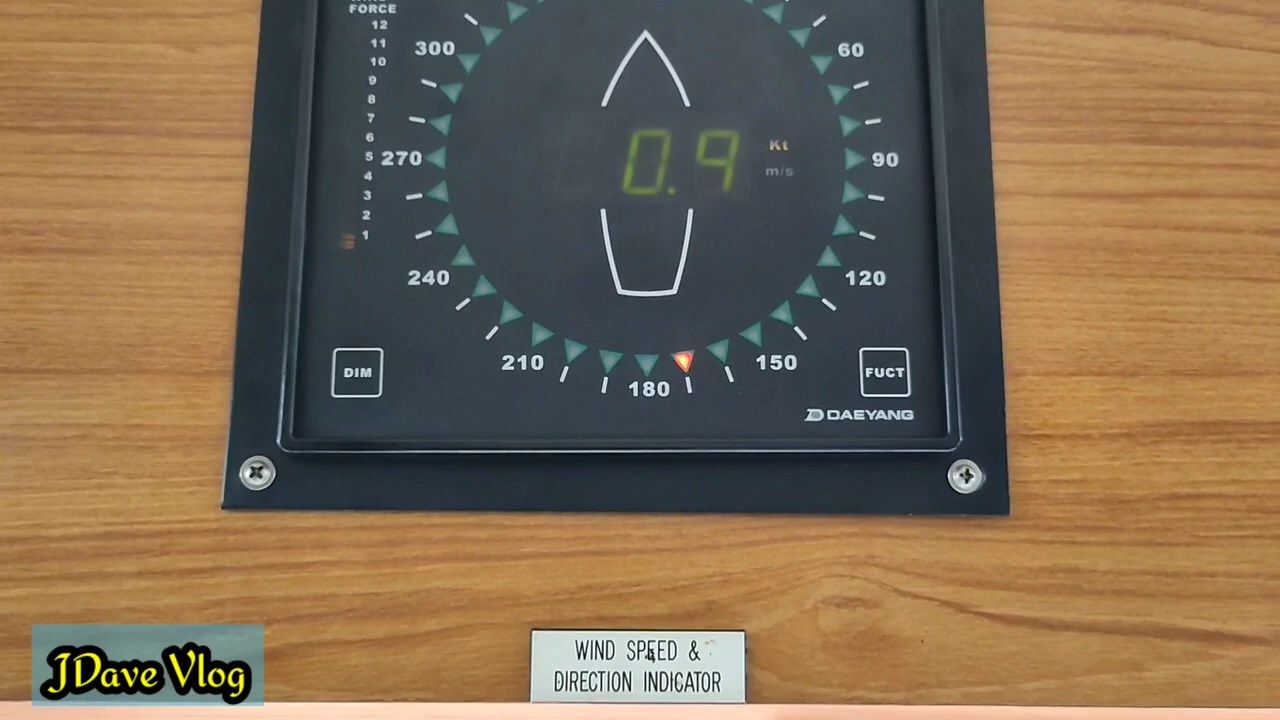 FORCE
12
11
10
9
8
7
6
5
4
3
2
1
300
60
270
90
240
120
210
150
180
0.9
Kt
m/s
DIM
FUCT
DAEYANG
WIND SPEED &
DIRECTION INDICATOR
JDave Vlog